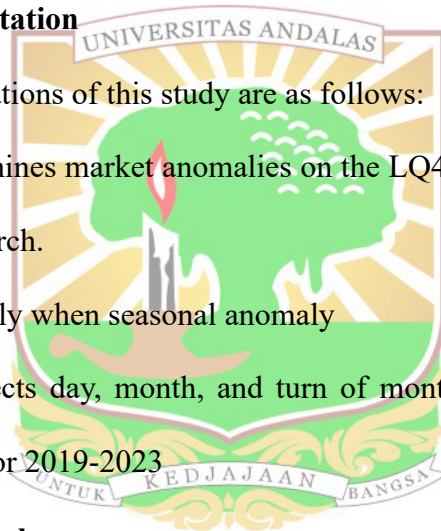 tation
UNIVERSITAS ANDALAS
ations of this study are as follows:
nines market anomalies on the LQ4
rch.
ly when seasonal anomaly
ects day, month, and turn of mont
or 2019-2023
UNTUK KEDJAJAAN BANGSA